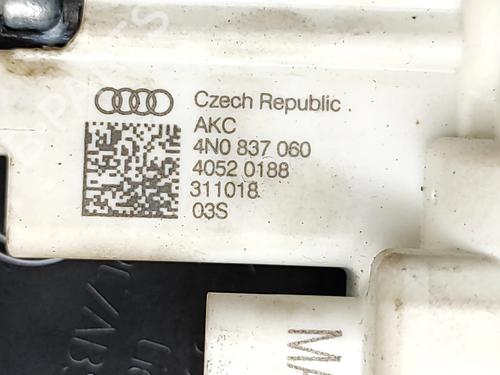 Czech Republic
AKC
4N0 837 060
4052 0188
311018
03S